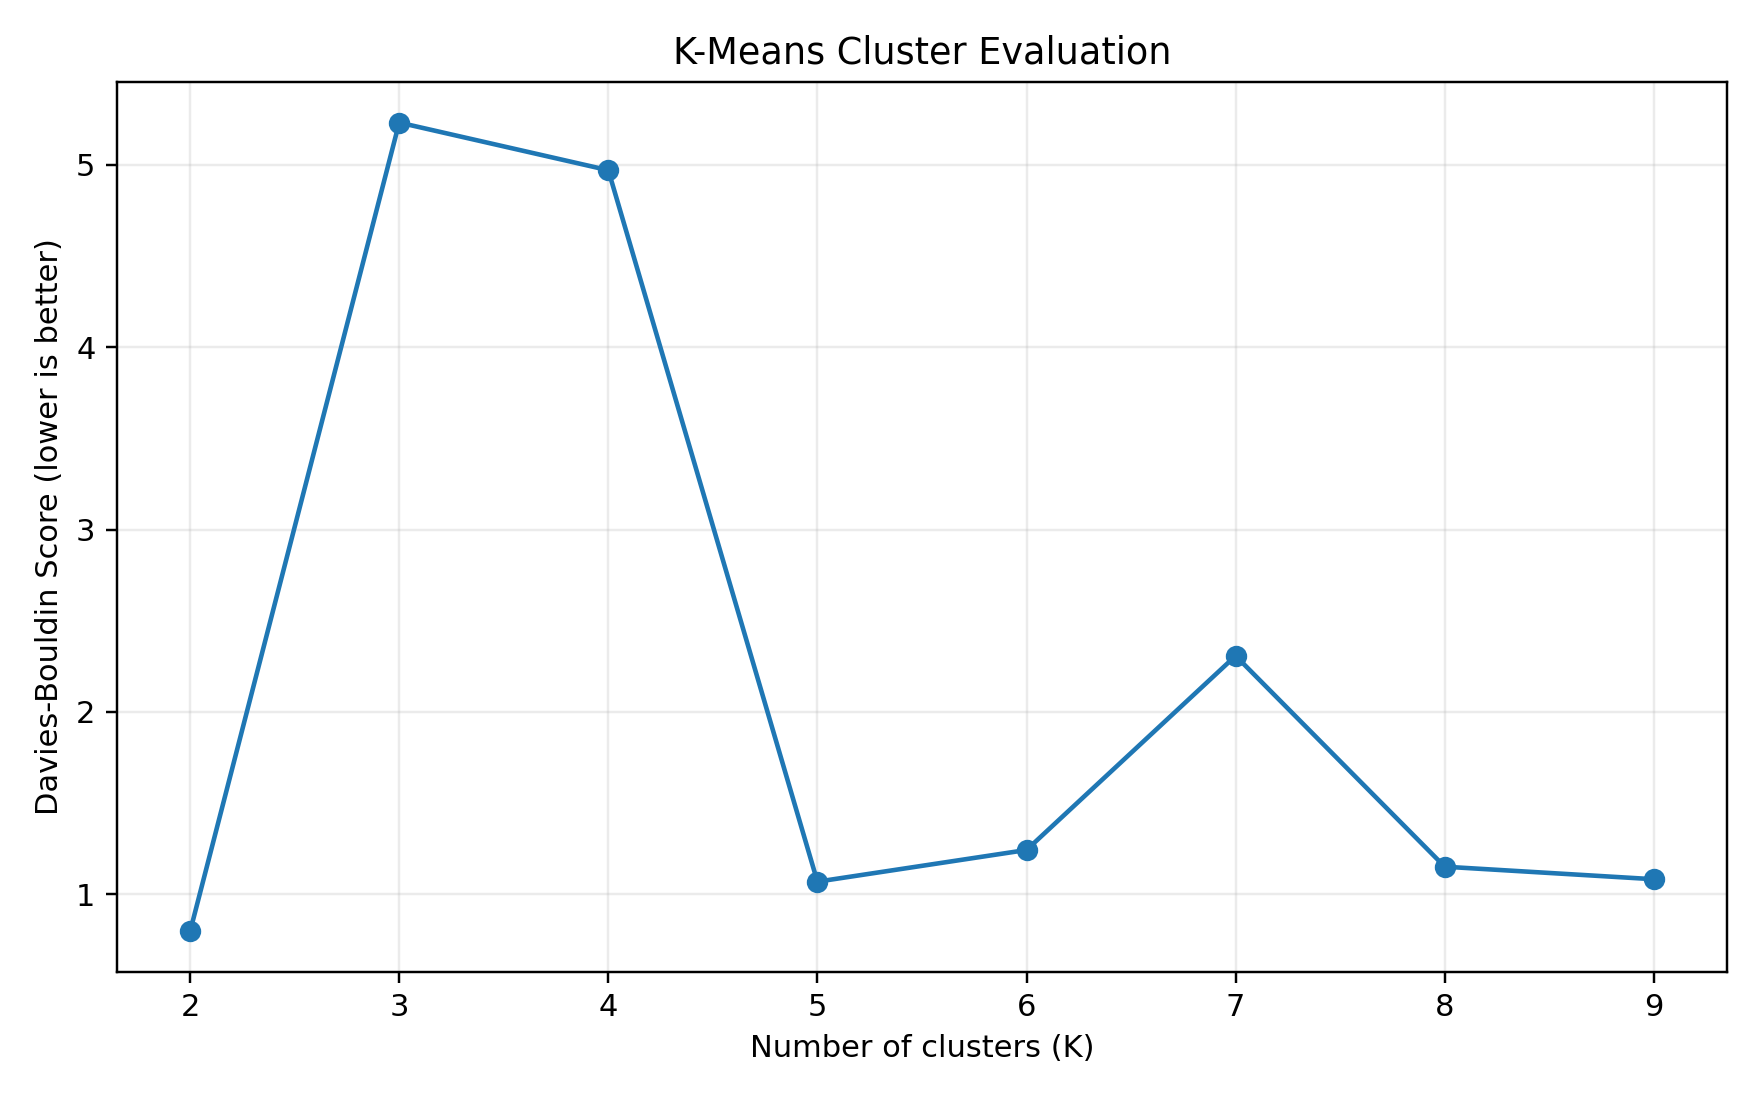 K-Means Cluster Evaluation
Davies-Bouldin Score (lower is better)
5
4
3
2
1
2 3 4 5 6 7 8 9
Number of clusters (K)